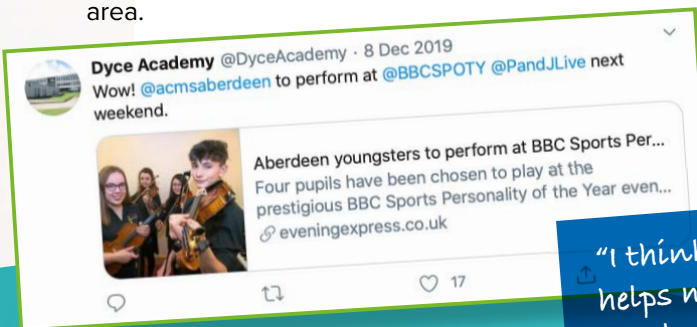 area.
Dyce Academy @DyceAcademy · 8 Dec 2019
Wow! @acmsaberdeen to perform at @BBCSPOTY @PandJLive next
weekend.
Aberdeen youngsters to perform at BBC Sports Per...
Four pupils have been chosen to play at the
prestigious BBC Sports Personality of the Year even...
eveningexpress.co.uk
17
"I think
helps